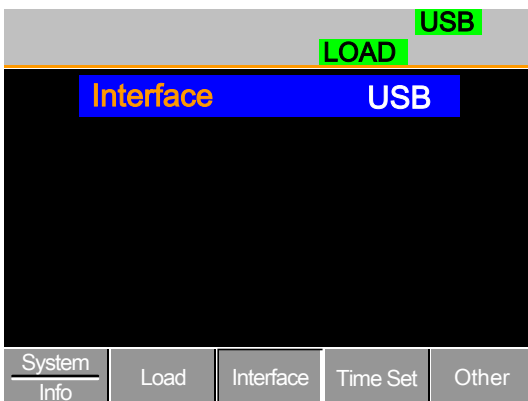 USB
LOAD
Interface USB
System
Info
Load
Interface
Time Set
Other